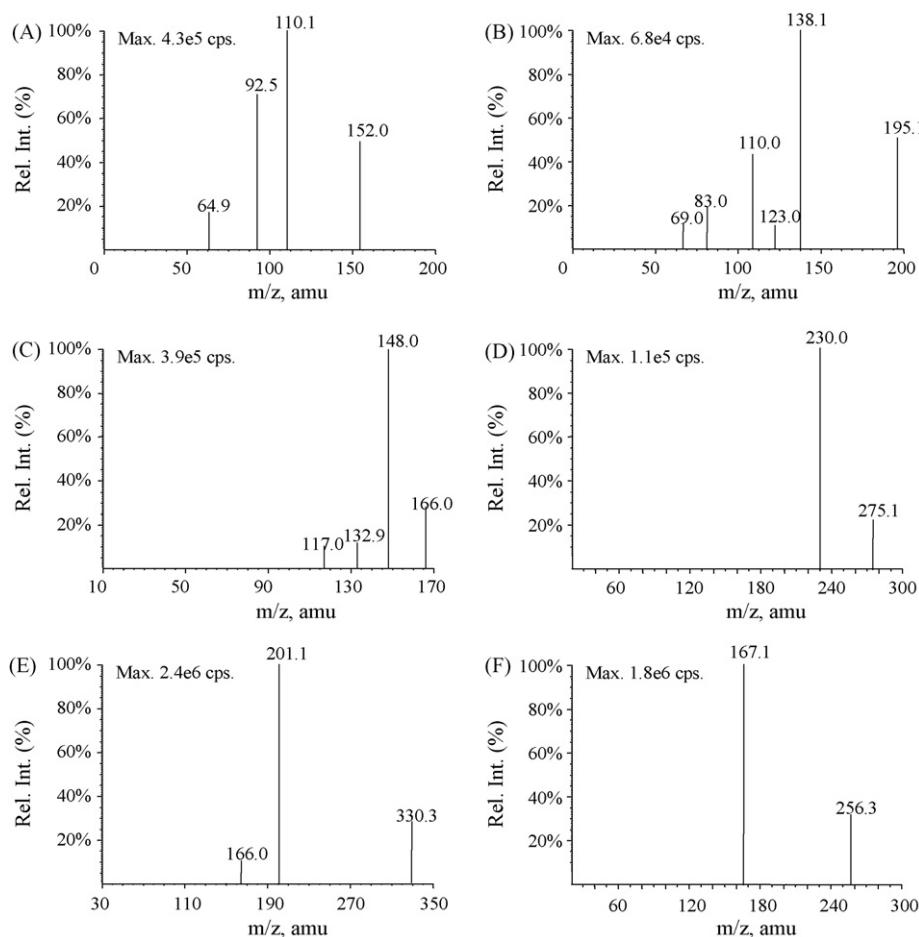 (A)
Max. 4.3e5 cps.
Rel. Int. (%)
100%
80%
60%
40%
20%
110.1
92.5
152.0
64.9
0 50 100 150 200
m/z, amu
(B)
Max. 6.8e4 cps.
Rel. Int. (%)
100%
80%
60%
40%
20%
138.1
195.
110.0
83.0
69.0
123.0
0 50 100 150 200
m/z, amu
(C)
Max. 3.9e5 cps.
Rel. Int. (%)
100%
80%
60%
40%
20%
148.0
166.0
132.9
117.0
10 50 90 130 170
m/z, amu
(D)
Max. 1.1e5 cps.
Rel. Int. (%)
100%
80%
60%
40%
20%
230.0
275.1
60 120 180 240 300
m/z, amu
(E)
Max. 2.4e6 cps.
Rel. Int. (%)
100%
80%
60%
40%
20%
201.1
330.3
166.0
30 110 190 270 350
m/z, amu
(F)
Max. 1.8e6 cps.
Rel. Int. (%)
100%
80%
60%
40%
20%
167.1
256.3
60 120 180 240 300
m/z, amu